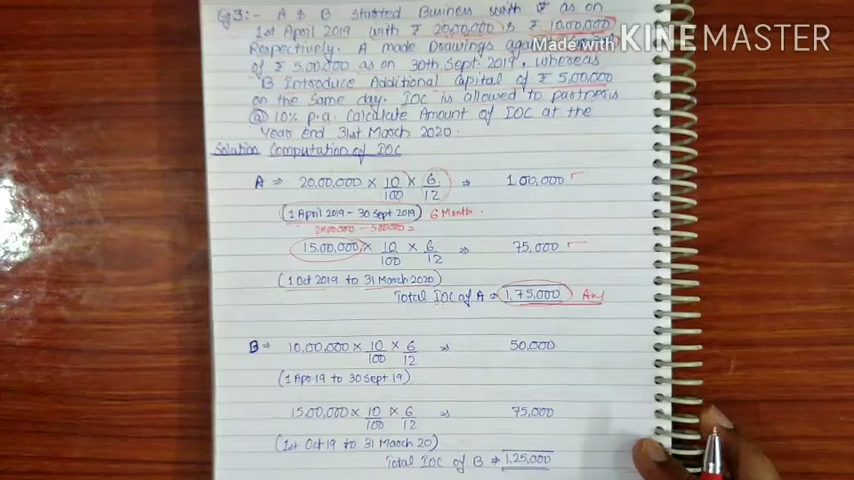 Eg 3:- A & B Started Business with ₹ as on
1st April 2019 with ₹ 20,00,000 & ₹ 10,00,000
Respectively. A made Drawings
Made with KINEMASTER
of ₹ 5,00,000 as on 30th Sept. 2019, whereas
B Introduce Additional Capital of ₹ 5,00,000
on the same day. IOC is allowed to partners
@ 10% p.a. Calculate Amount of IOC at the
Year end 31st March 2020.
Solution Computation of IOC
A ⇒ 20,00,000 × 10/100 × 6/12 ⇒ 1,00,000
(1 April 2019 - 30 Sept 2019) 6 Month.
2000000 - 500000 =
15,00,000 × 10/100 × 6/12 ⇒ 75,000
(1 Oct 2019 to 31 March 2020)
Total IOC of A ⇒ 1,75,000 Ans
B ⇒ 10,00,000 × 10/100 × 6/12 ⇒ 50,000
(1 Apr 19 to 30 Sept 19)
15,00,000 × 10/100 × 6/12 ⇒ 75,000
(1st Oct 19 to 31 March 20)
Total IOC of B ⇒ 1,25,000